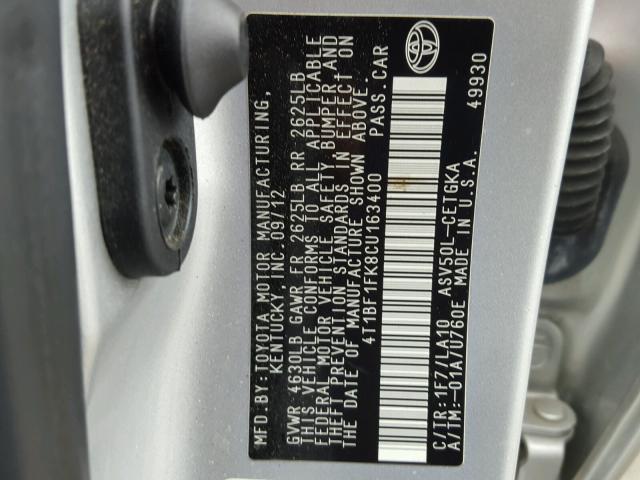 MFD. BY: TOYOTA MOTOR MANUFACTURING,
KENTUCKY, INC. 09/12
GVWR 4630LB GAWR FR 2625LB RR 2625LB
THIS VEHICLE CONFORMS TO ALL APPLICABLE
FEDERAL MOTOR VEHICLE SAFETY, BUMPER, AND
THEFT PREVENTION STANDARDS IN EFFECT ON
THE DATE OF MANUFACTURE SHOWN ABOVE.
4T1BF1FK8CU163400 PASS. CAR
C/TR: 1F7/LA10 ASV50L-CETGKA
A/TM:-01A/U760E MADE IN U.S.A.
49930